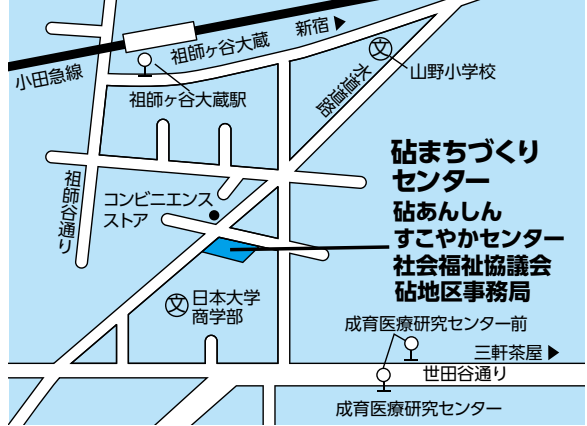 新宿
祖師ヶ谷大蔵
小田急線
祖師ヶ谷大蔵駅
文
山野小学校
水道道路
砧まちづくり
センター
砧あんしん
すこやかセンター
社会福祉協議会
砧地区事務局
祖師谷通り
コンビニエンス
ストア
文
日本大学
商学部
成育医療研究センター前
三軒茶屋
世田谷通り
成育医療研究センター